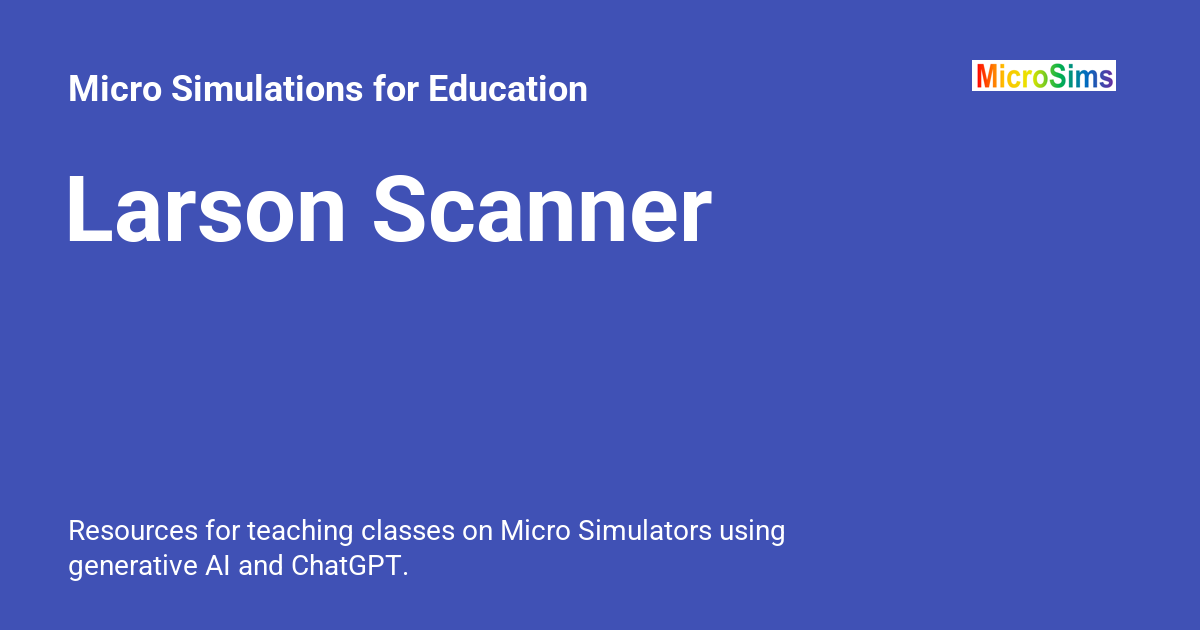 Micro Simulations for Education
MicroSims
Larson Scanner
Resources for teaching classes on Micro Simulators using
generative AI and ChatGPT.